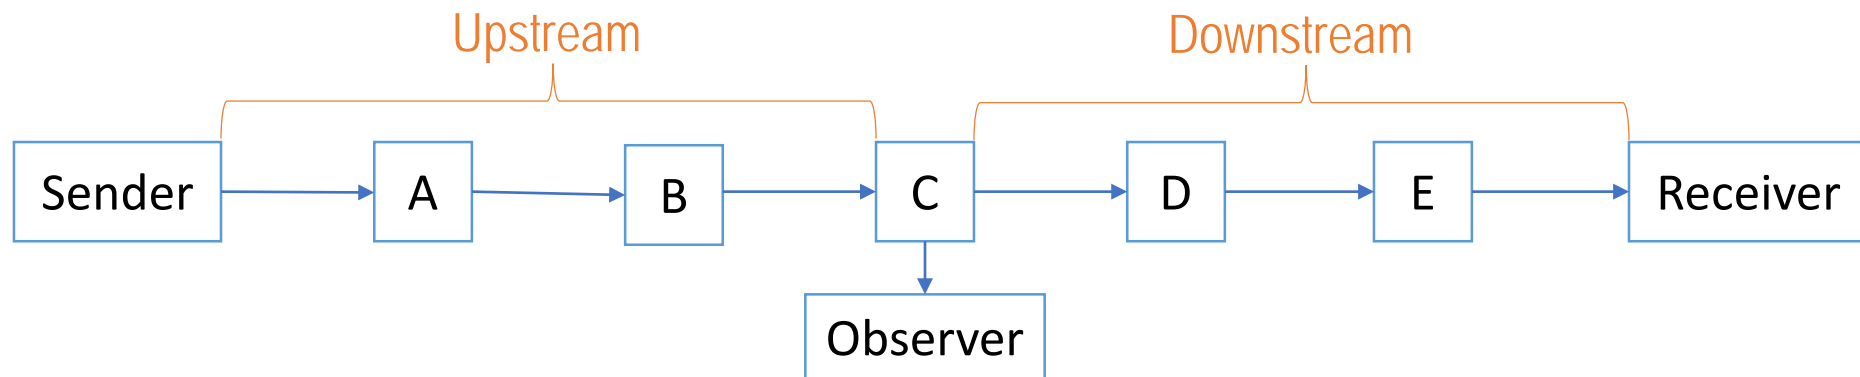 Upstream
Downstream
Sender
A
B
C
D
E
Receiver
Observer